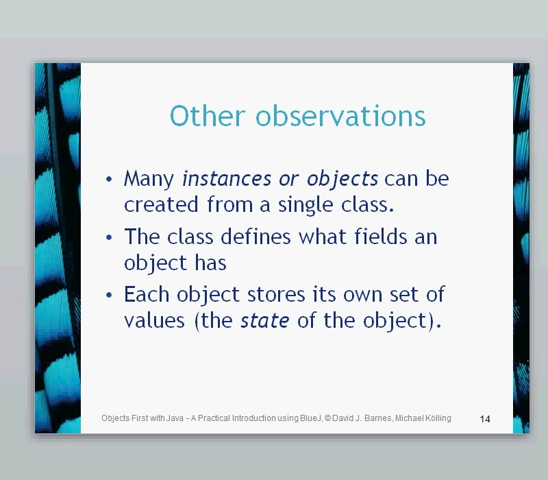 Other observations
• Many instances or objects can be
created from a single class.
• The class defines what fields an
object has
• Each object stores its own set of
values (the state of the object).
Objects First with Java - A Practical Introduction using BlueJ, © David J. Barnes, Michael Kölling
14